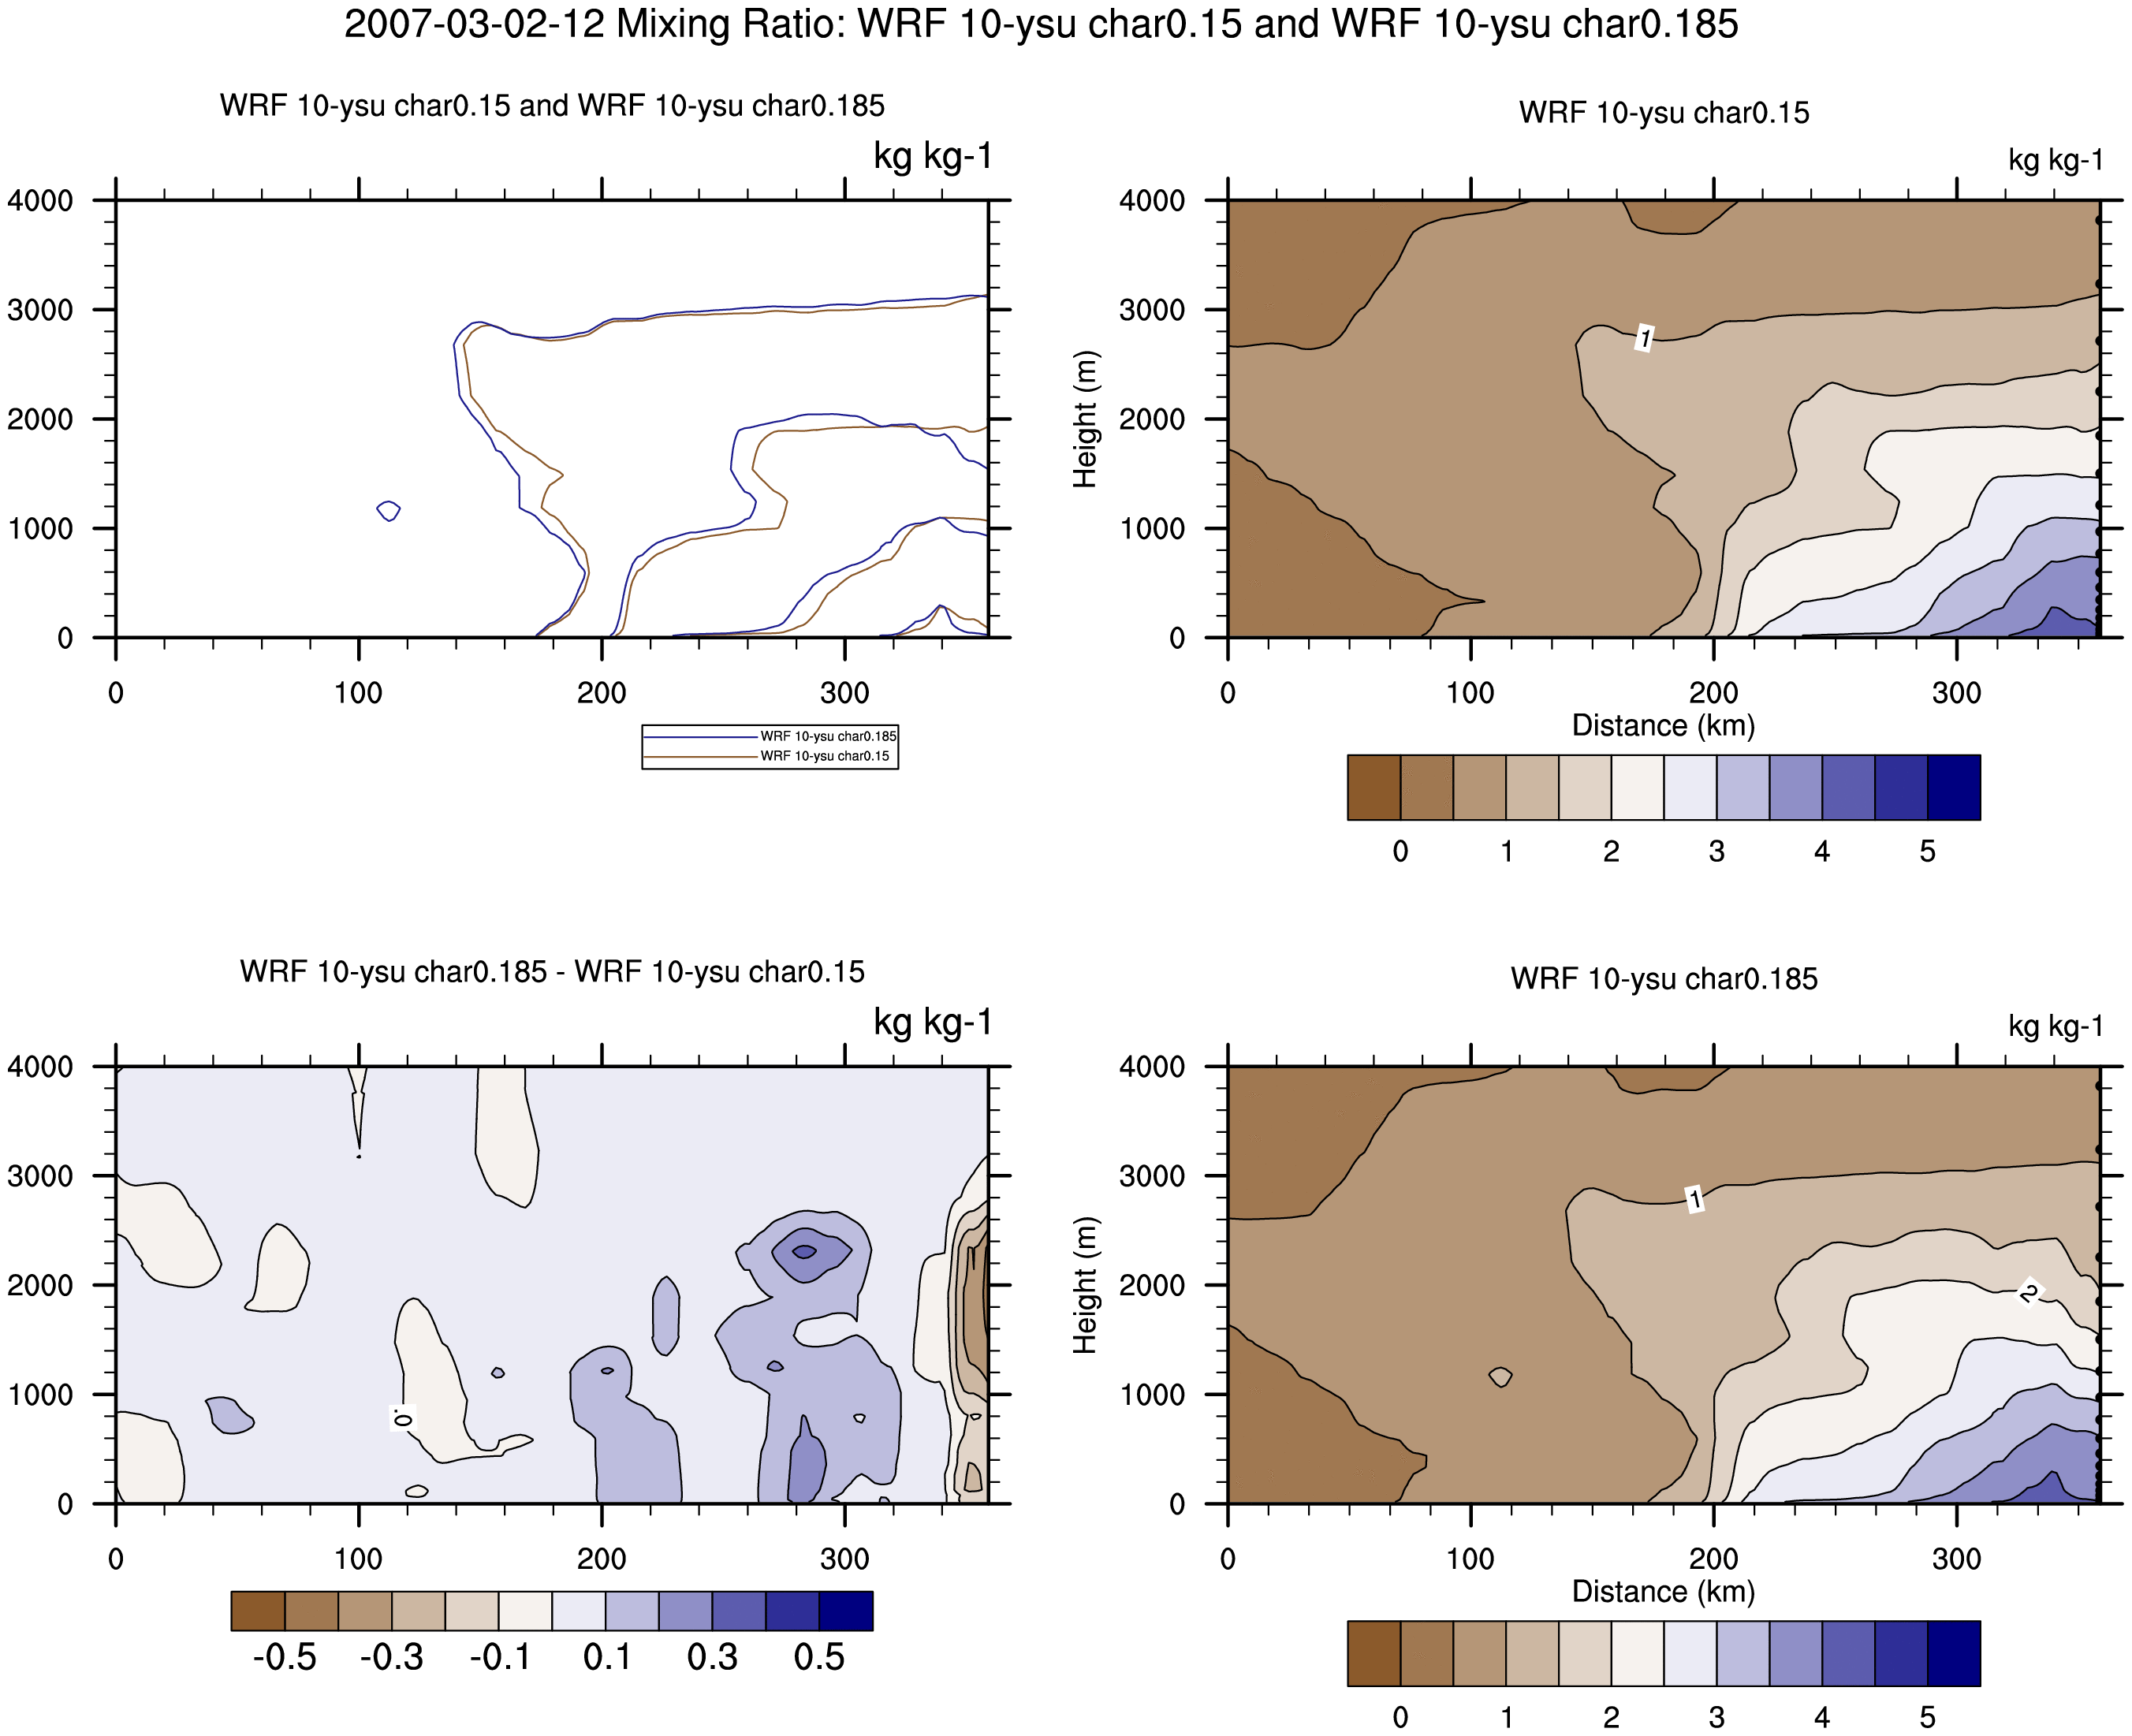 2007-03-02-12 Mixing Ratio: WRF 10-ysu char0.15 and WRF 10-ysu char0.185
WRF 10-ysu char0.15 and WRF 10-ysu char0.185
kg kg-1
4000
3000
2000
1000
0
0 100 200 300
WRF 10-ysu char0.185
WRF 10-ysu char0.15
WRF 10-ysu char0.15
kg kg-1
Height (m)
4000
3000
2000
1000
0
1
0 100 200 300
Distance (km)
0 1 2 3 4 5
WRF 10-ysu char0.185 - WRF 10-ysu char0.15
kg kg-1
4000
3000
2000
1000
0
.0
0 100 200 300
-0.5 -0.3 -0.1 0.1 0.3 0.5
WRF 10-ysu char0.185
kg kg-1
Height (m)
4000
3000
2000
1000
0
1
2
0 100 200 300
Distance (km)
0 1 2 3 4 5